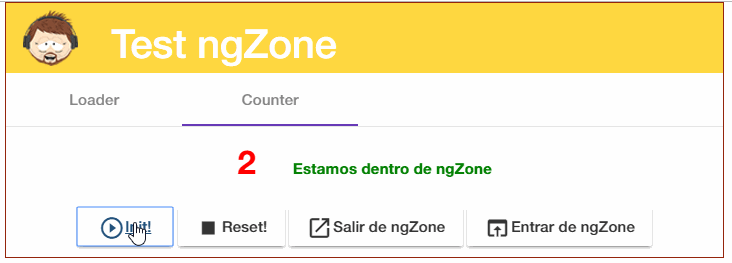 Test ngZone
Loader Counter
2 Estamos dentro de ngZone
Init! Reset! Salir de ngZone Entrar de ngZone